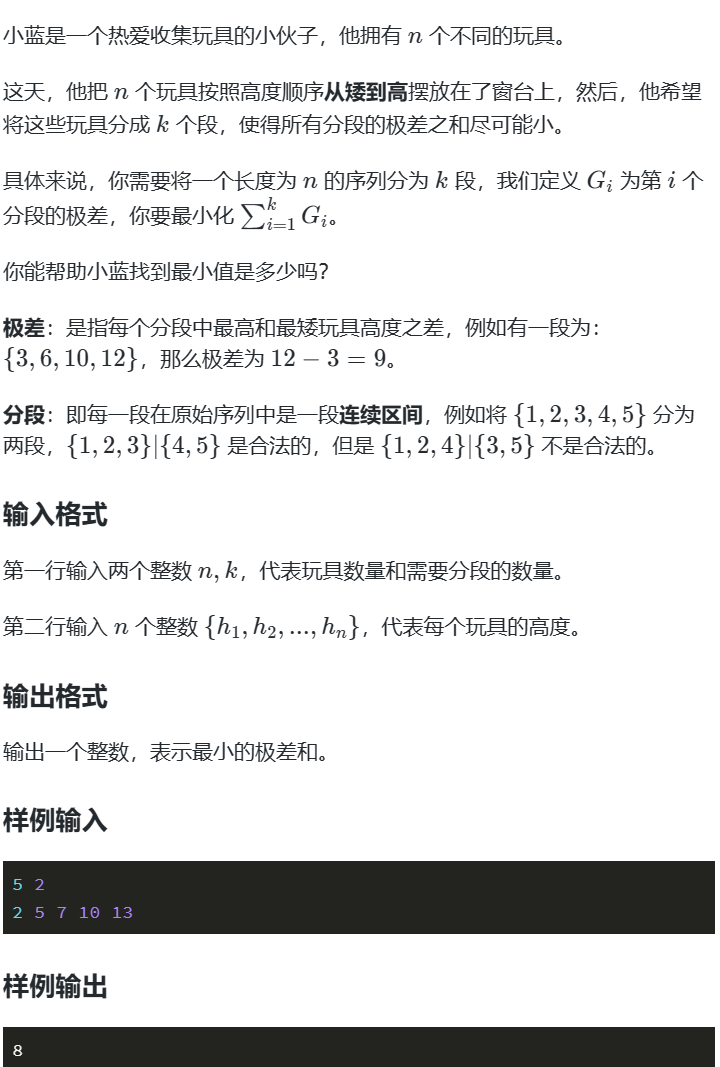 小蓝是一个热爱收集玩具的小伙子，他拥有 n 个不同的玩具。
这天，他把 n 个玩具按照高度顺序从矮到高摆放在了窗台上，然后，他希望
将这些玩具分成 k 个段，使得所有分段的极差之和尽可能小。
具体来说，你需要将一个长度为 n 的序列分为 k 段，我们定义 G_i 为第 i 个
分段的极差，你要最小化 ∑_{i=1}^{k} G_i。
你能帮助小蓝找到最小值是多少吗？
极差：是指每个分段中最高和最矮玩具高度之差，例如有一段为：
{3, 6, 10, 12}，那么极差为 12 − 3 = 9。
分段：即每一段在原始序列中是一段连续区间，例如将 {1, 2, 3, 4, 5} 分为
两段，{1, 2, 3}|{4, 5} 是合法的，但是 {1, 2, 4}|{3, 5} 不是合法的。
输入格式
第一行输入两个整数 n, k，代表玩具数量和需要分段的数量。
第二行输入 n 个整数 {h_1, h_2, ..., h_n}，代表每个玩具的高度。
输出格式
输出一个整数，表示最小的极差和。
样例输入
5 2
2 5 7 10 13
样例输出
8